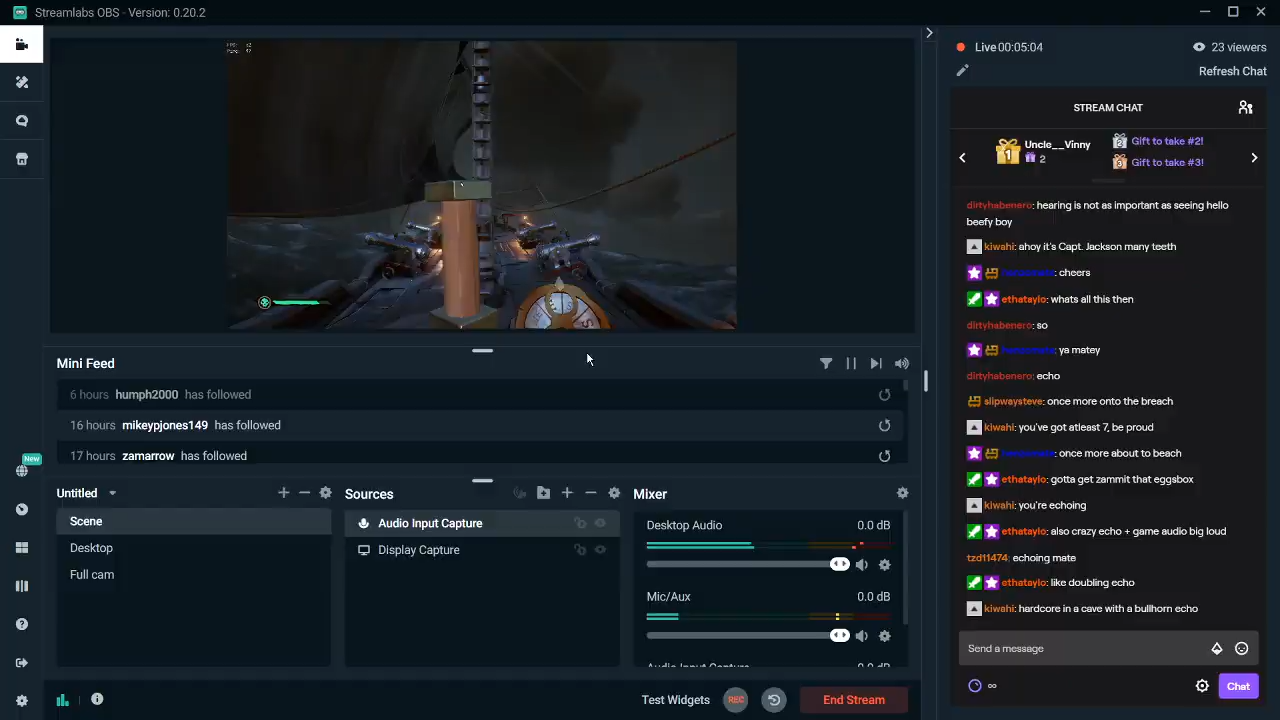 Streamlabs OBS - Version: 0.20.2
Live 00:05:04
23 viewers
Refresh Chat
STREAM CHAT
Uncle__Vinny
2
Gift to take #2!
Gift to take #3!
dirtyhabenero: hearing is not as important as seeing hello
beefy boy
kiwahi: ahoy it's Capt. Jackson many teeth
: cheers
ethataylo: whats all this then
dirtyhabenero: so
: ya matey
dirtyhabenero: echo
slipwaysteve: once more onto the breach
kiwahi: you've got atleast 7, be proud
: once more about to beach
ethataylo: gotta get zammit that eggsbox
kiwahi: you're echoing
ethataylo: also crazy echo + game audio big loud
tzd11474: echoing mate
ethataylo: like doubling echo
kiwahi: hardcore in a cave with a bullhorn echo
Send a message
Chat
Mini Feed
6 hours humph2000 has followed
16 hours mikeypjones149 has followed
17 hours zamarrow has followed
New
Untitled
Scene
Desktop
Full cam
Sources
Audio Input Capture
Display Capture
Mixer
Desktop Audio 0.0 dB
Mic/Aux 0.0 dB
Audio Input Capture
Test Widgets
REC
End Stream